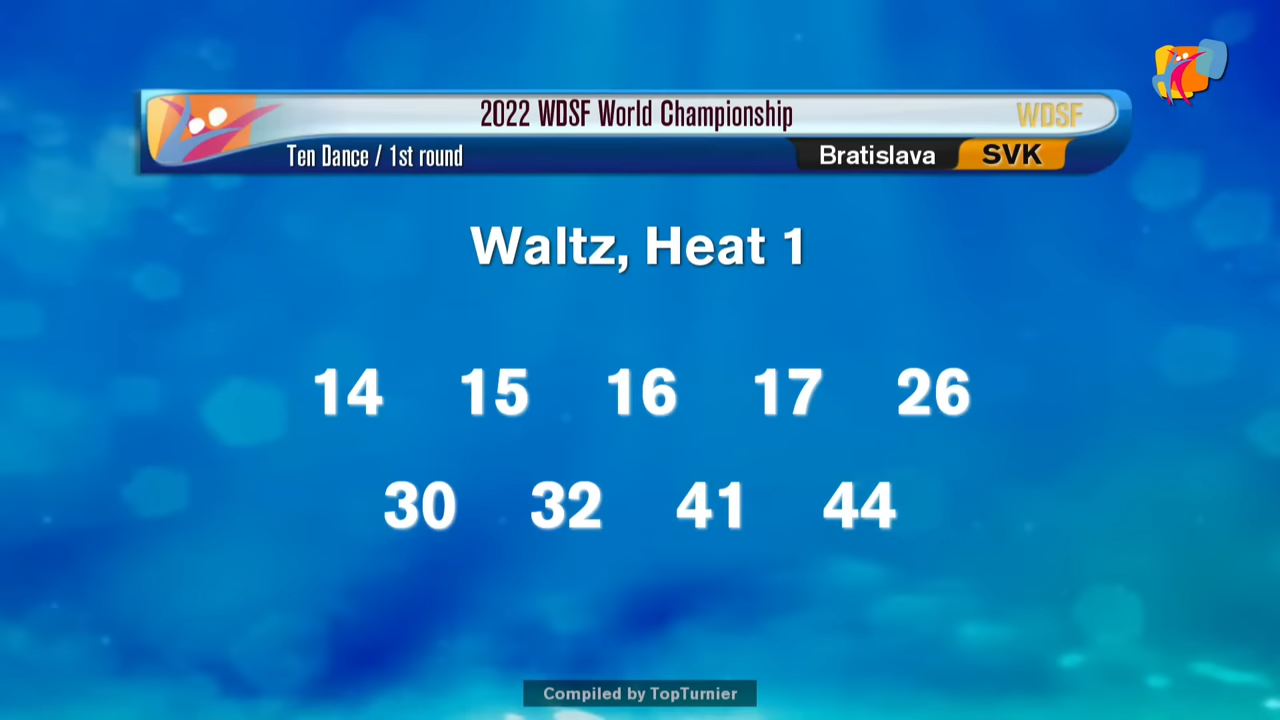 2022 WDSF World Championship WDSF
Ten Dance / 1st round Bratislava SVK
Waltz, Heat 1
14 15 16 17 26
30 32 41 44
Compiled by TopTurnier